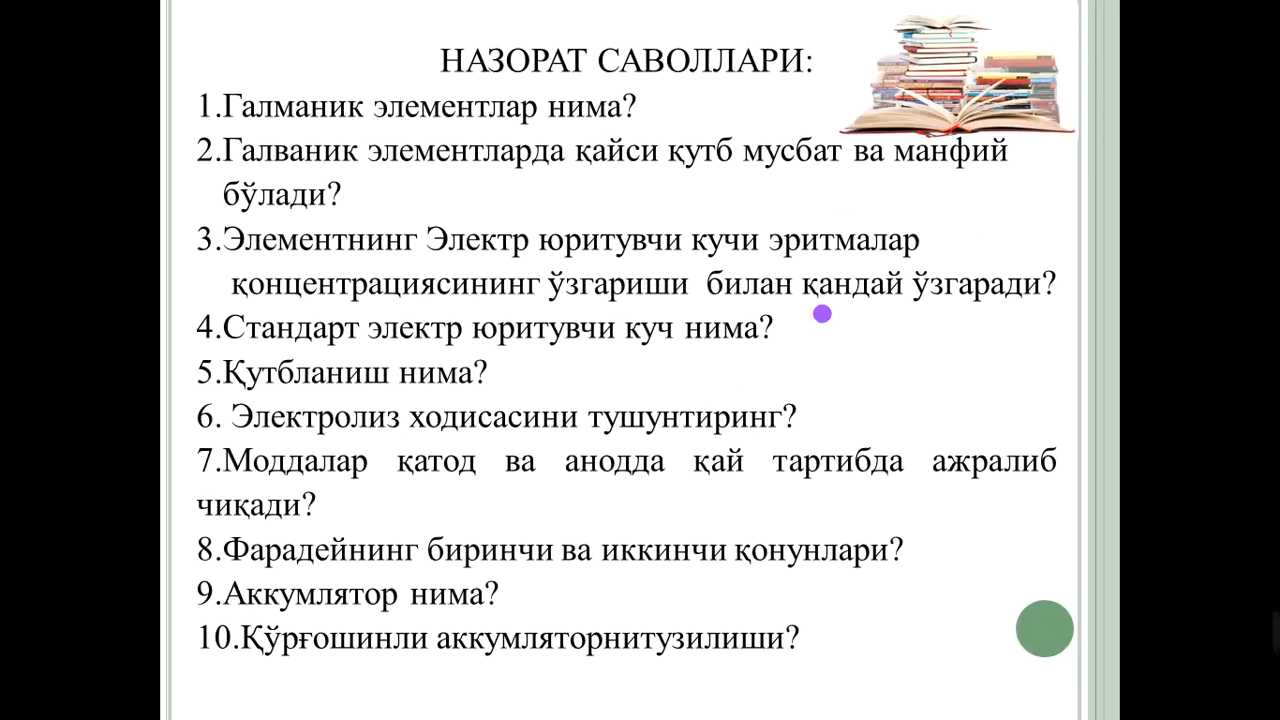 НАЗОРАТ САВОЛЛАРИ:
1.Галманик элементлар нима?
2.Галваник элементларда қайси қутб мусбат ва манфий
бўлади?
3.Элементнинг Электр юритувчи кучи эритмалар
қонцентрациясининг ўзгариши билан қандай ўзгаради?
4.Стандарт электр юритувчи куч нима?
5.Қутбланиш нима?
6. Электролиз ходисасини тушунтиринг?
7.Моддалар қатод ва анодда қай тартибда ажралиб
чиқади?
8.Фарадейнинг биринчи ва иккинчи қонунлари?
9.Аккумлятор нима?
10.Қўрғошинли аккумляторнитузилиши?